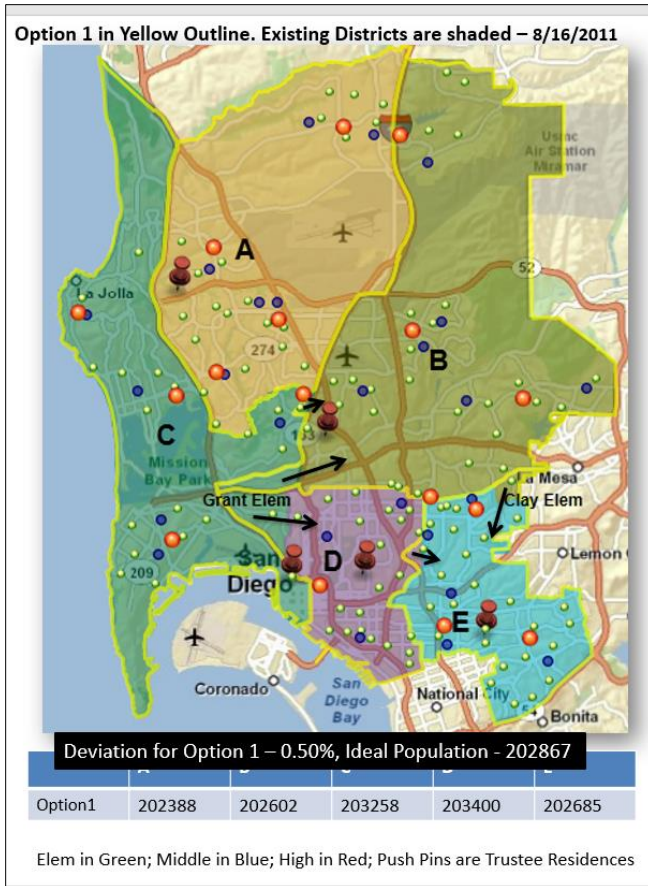 Option 1 in Yellow Outline. Existing Districts are shaded – 8/16/2011
Usmc
Air Station
Miramar
A
52
La Jolla
B
274
C
163
Mission
Bay Park
La Mesa
Grant Elem
Clay Elem
D
San
Diego
Lemon
209
E
Coronado
San
Diego
Bay
National City
54
Bonita
Deviation for Option 1 – 0.50%, Ideal Population - 202867
Option1 202388 202602 203258 203400 202685
Elem in Green; Middle in Blue; High in Red; Push Pins are Trustee Residences